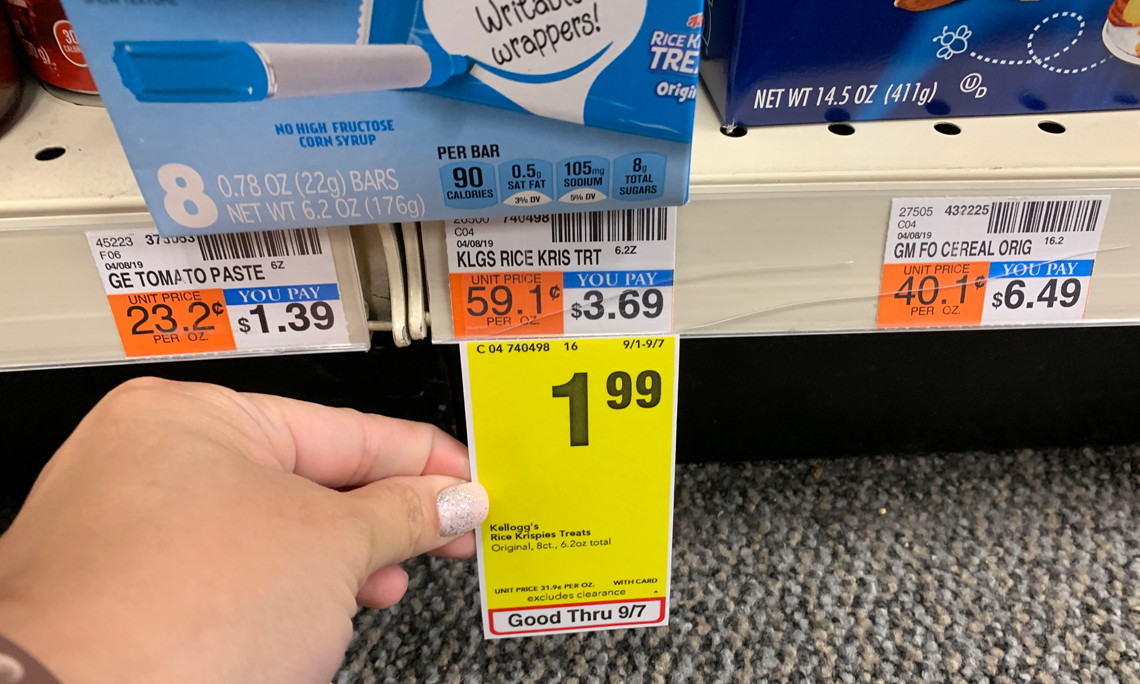 Writable
wrappers!
RICE K
TRE
Origi
NO HIGH FRUCTOSE
CORN SYRUP
8 0.78 OZ (22g) BARS
NET WT 6.2 OZ (176g)
PER BAR
90
CALORIES
0.5g
SAT FAT
3% DV
105mg
SODIUM
5% DV
8g
TOTAL
SUGARS
NET WT 14.5 OZ (411g)
U D
30
45223
F06
04/08/19
GE TOMATO PASTE 6Z
UNIT PRICE
23.2¢
PER OZ.
YOU PAY
$1.39
740498
C04
04/08/19
KLGS RICE KRIS TRT 6.2Z
UNIT PRICE
59.1¢
PER OZ.
YOU PAY
$3.69
27505 432225
C04
04/08/19
GM FO CEREAL ORIG 16.2
UNIT PRICE
40.1¢
PER OZ.
YOU PAY
$6.49
C 04 740498 16 9/1-9/7
1 99
Kellogg's
Rice Krispies Treats
Original, 8ct., 6.2oz total
UNIT PRICE 31.9¢ PER OZ. WITH CARD
excludes clearance
Good Thru 9/7